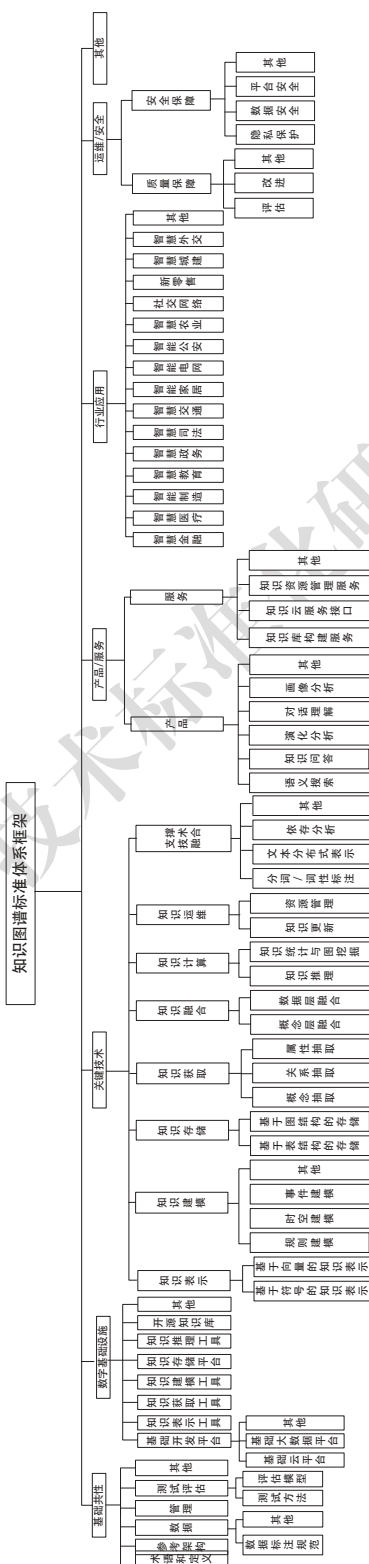 知识图谱标准体系框架
基础共性
术语和定义
参考架构
数据
数据标注规范
其他
管理
测试评估
测试方法
评估模型
其他
数字基础设施
基础开发平台
基础云平台
基础大数据平台
其他
知识表示工具
知识获取工具
知识建模工具
知识存储平台
知识推理工具
开源知识库
其他
关键技术
知识表示
基于符号的知识表示
基于向量的知识表示
知识建模
规则建模
时空建模
事件建模
其他
知识存储
基于表结构的存储
基于图结构的存储
知识获取
概念抽取
关系抽取
属性抽取
知识融合
概念层融合
数据层融合
知识计算
知识推理
知识统计与图挖掘
知识运维
知识更新
资源管理
支撑术合
技术融
分词/词性标注
文本分布式表示
依存分析
其他
产品/服务
产品
语义搜索
知识问答
演化分析
对话理解
画像分析
其他
服务
知识库构建服务
知识云服务接口
知识资源管理服务
其他
行业应用
智慧金融
智慧医疗
智能制造
智慧教育
智慧政务
智慧司法
智慧交通
智能家居
智能电网
智能公安
智慧农业
社交网络
新零售
智慧城建
智慧外交
其他
运维/安全
质量保障
评估
改进
其他
安全保障
隐私保护
数据安全
平台安全
其他
其他
技术标准化研